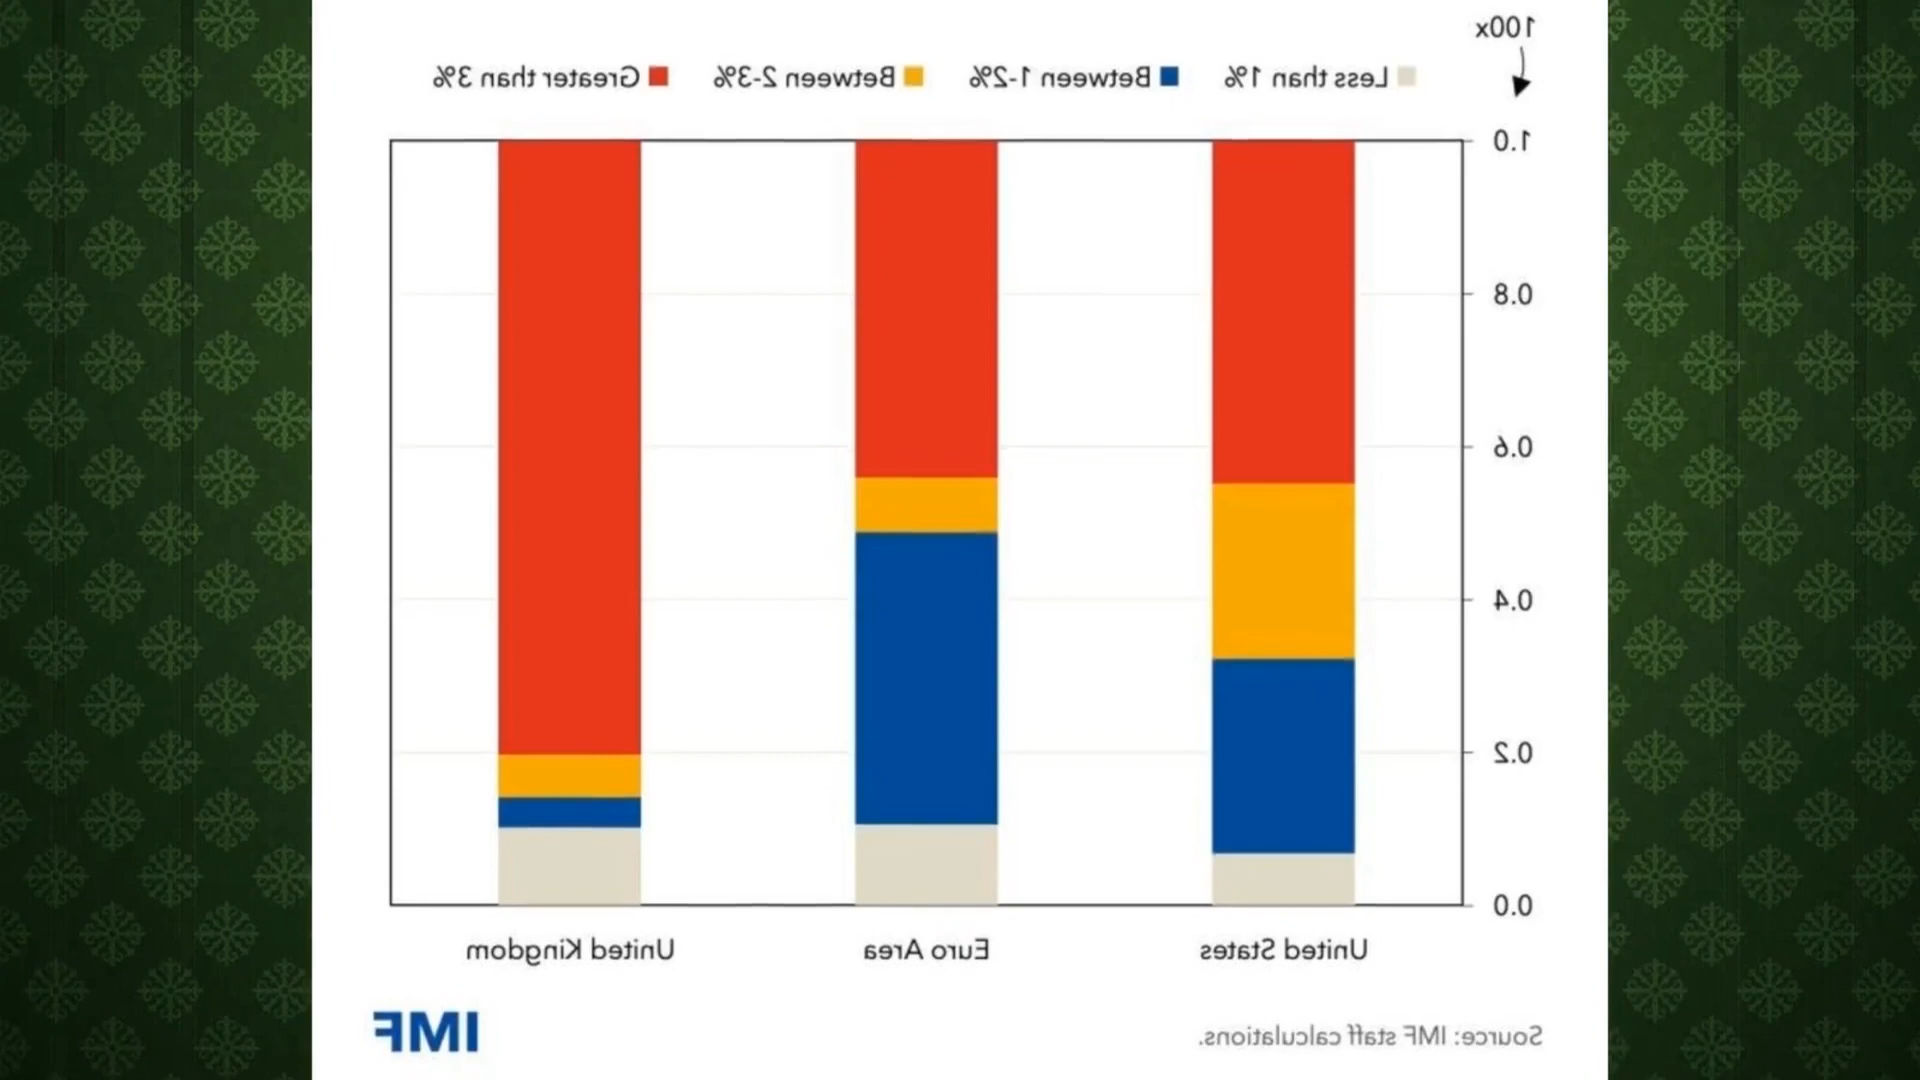 100x
Less than 1% Between 1-2% Between 2-3% Greater than 3%
1.0
0.8
0.6
0.4
0.2
0.0
United States Euro Area United Kingdom
Source: IMF staff calculations. IMF